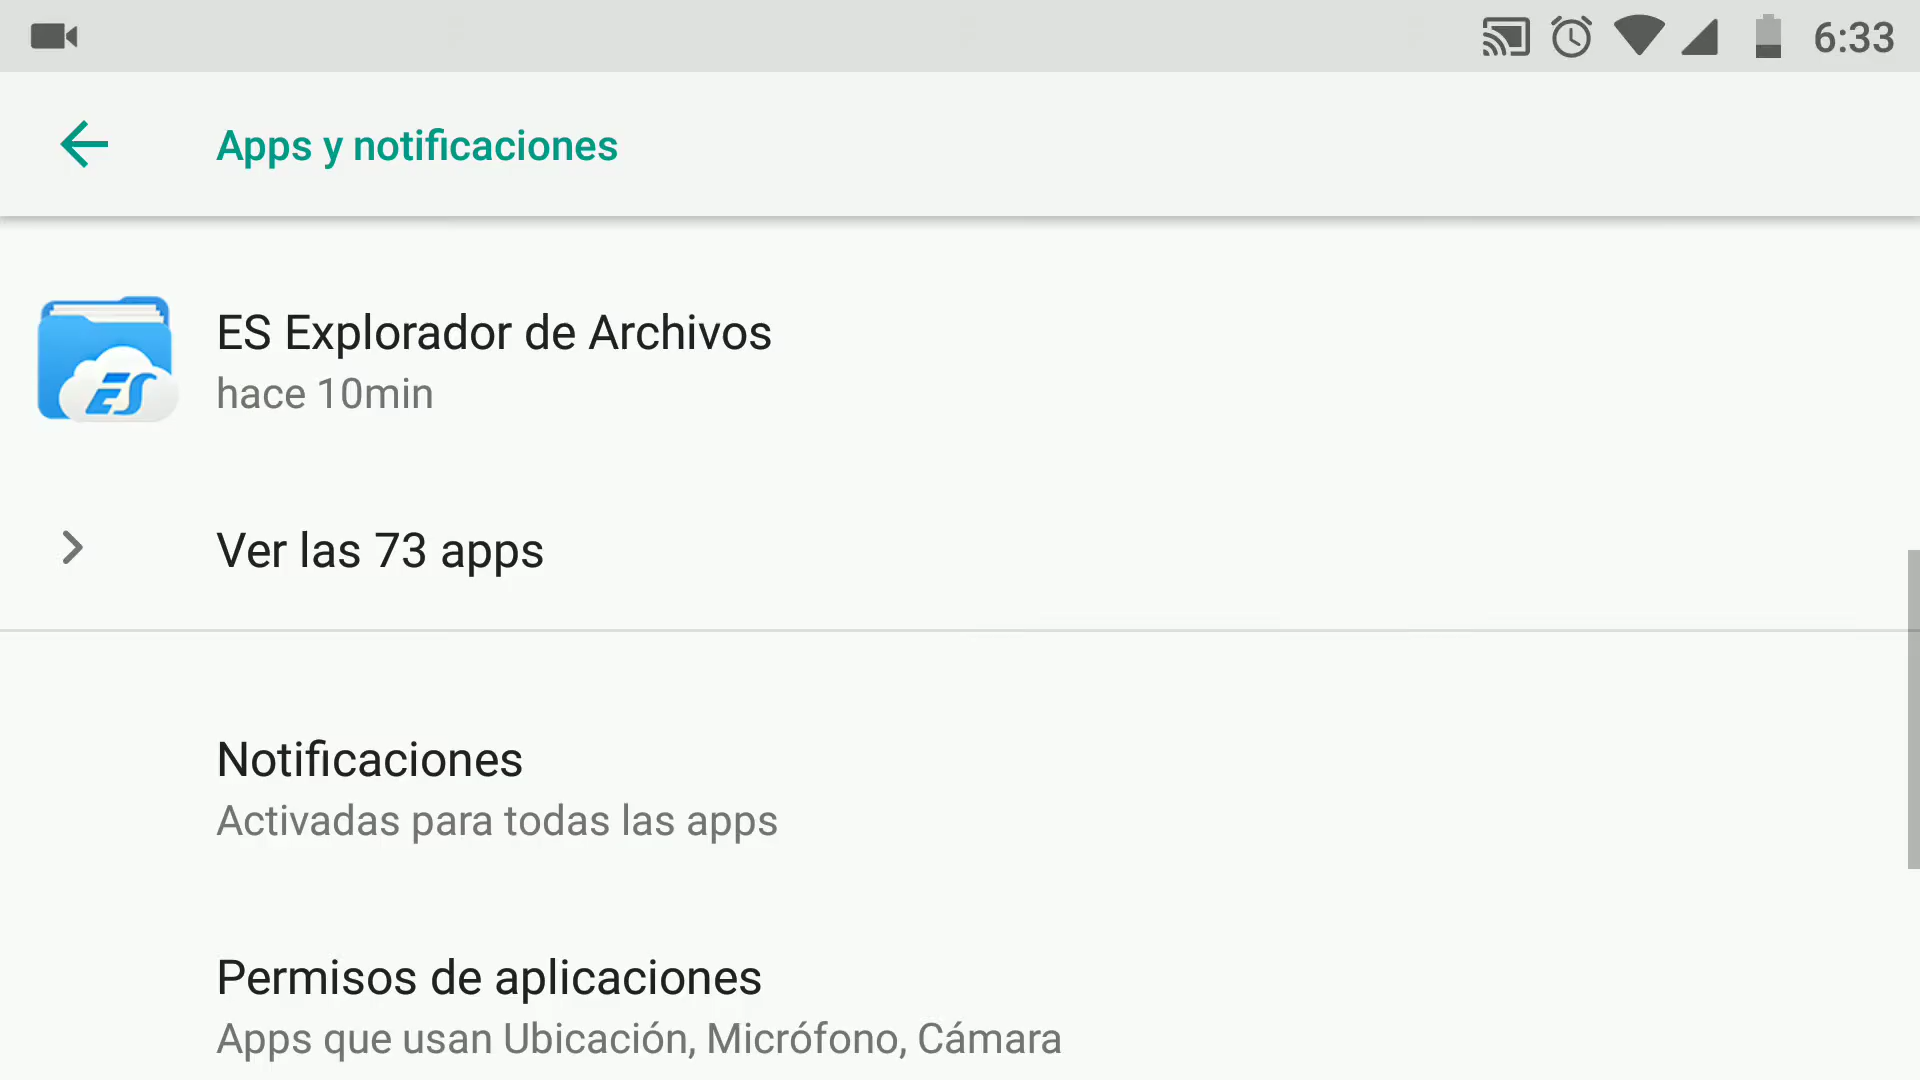 6:33
Apps y notificaciones
ES Explorador de Archivos
ES
hace 10min
Ver las 73 apps
Notificaciones
Activadas para todas las apps
Permisos de aplicaciones
Apps que usan Ubicación, Micrófono, Cámara